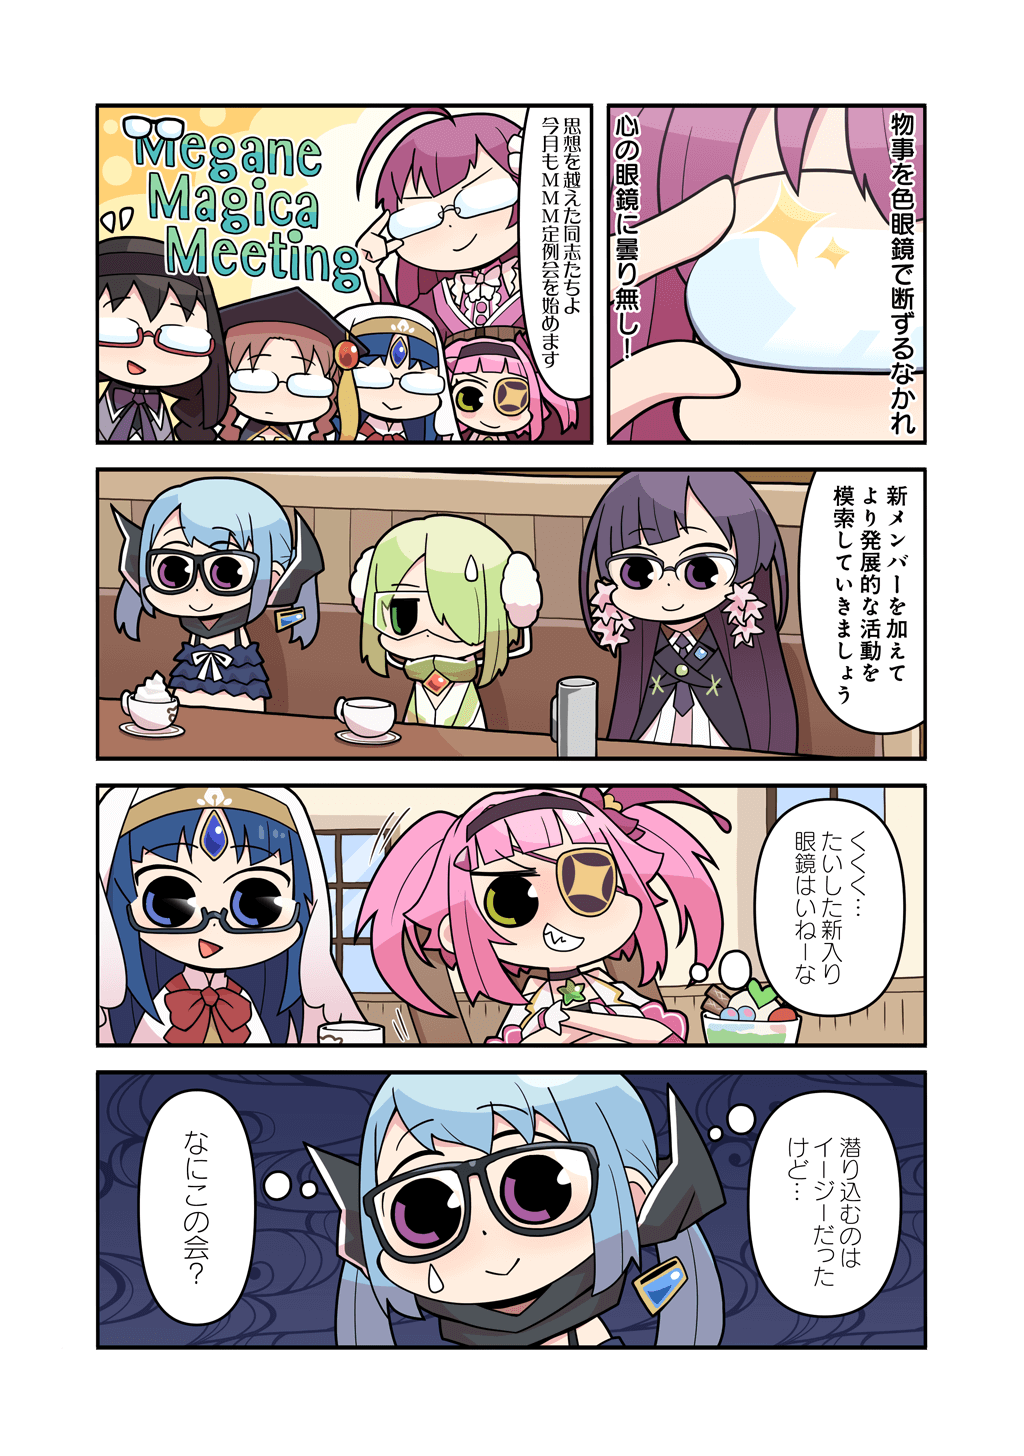 物事を色眼鏡で断ずるなかれ
心の眼鏡に曇り無し！
思想を越えた同志たちよ
今月もＭＭＭ定例会を始めます
Megane
Magica
Meeting
新メンバーを加えて
より発展的な活動を
模索していきましょう
くくく…
たいした新入り
眼鏡はいねーな
潜り込むのは
イージーだった
けど…
なにこの会？